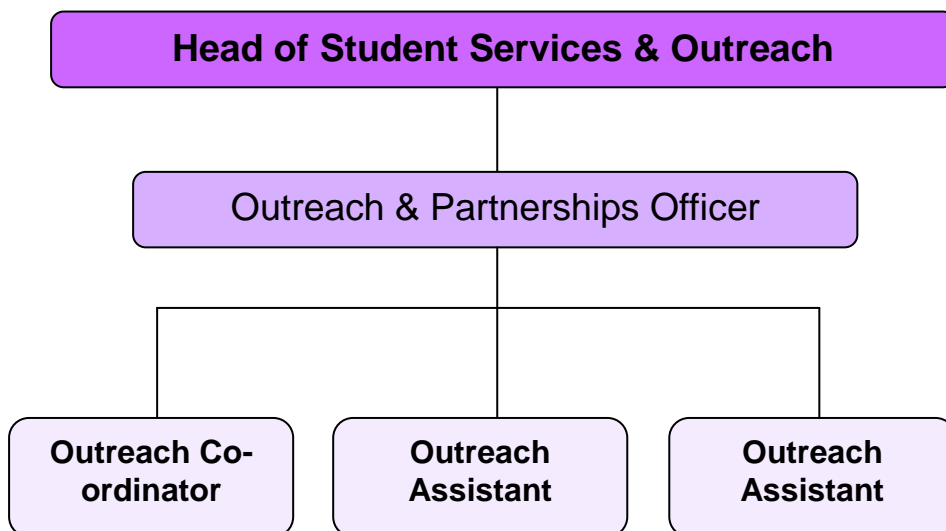 Head of Student Services & Outreach
Outreach & Partnerships Officer
Outreach Co-
ordinator
Outreach
Assistant
Outreach
Assistant